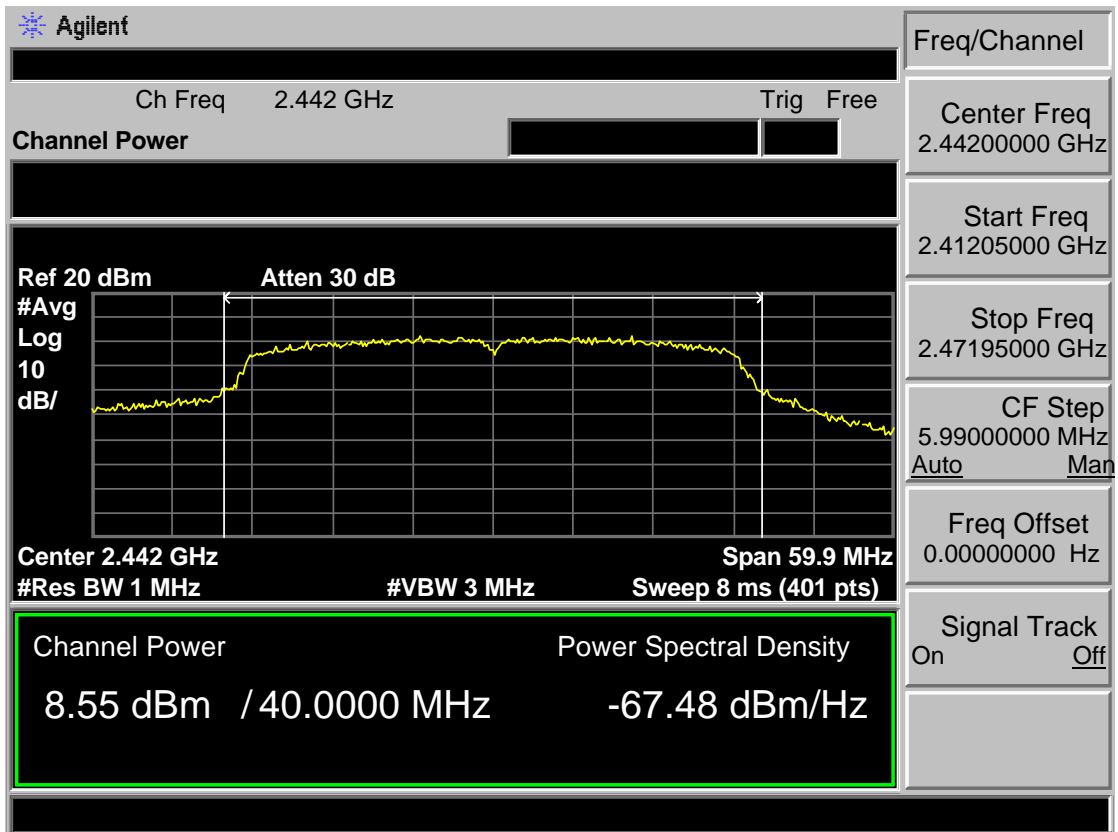 Agilent
Freq/Channel
Ch Freq 2.442 GHz Trig Free
Channel Power
Center Freq
2.44200000 GHz
Start Freq
2.41205000 GHz
Stop Freq
2.47195000 GHz
CF Step
5.99000000 MHz
Auto Man
Freq Offset
0.00000000 Hz
Signal Track
On Off
Ref 20 dBm Atten 30 dB
#Avg
Log
10
dB/
Center 2.442 GHz Span 59.9 MHz
#Res BW 1 MHz #VBW 3 MHz Sweep 8 ms (401 pts)
Channel Power Power Spectral Density
8.55 dBm / 40.0000 MHz -67.48 dBm/Hz